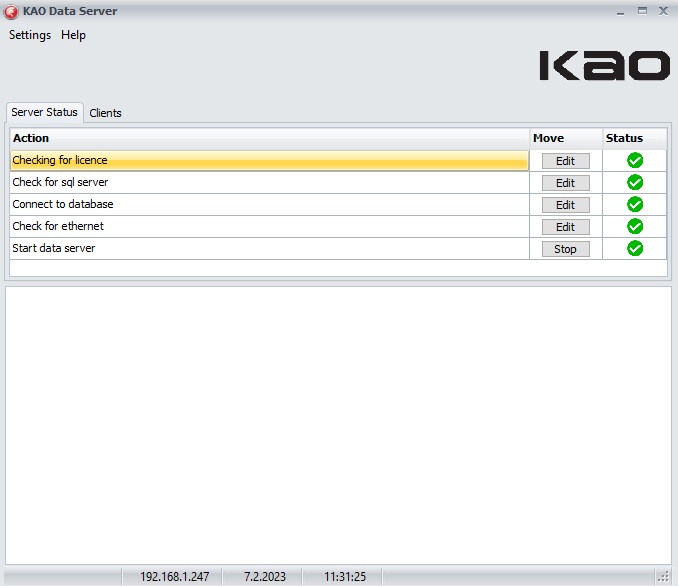 KAO Data Server
Settings Help
kao
Server Status Clients
Action Move Status
Checking for licence Edit
Check for sql server Edit
Connect to database Edit
Check for ethernet Edit
Start data server Stop
192.168.1.247 7.2.2023 11:31:25